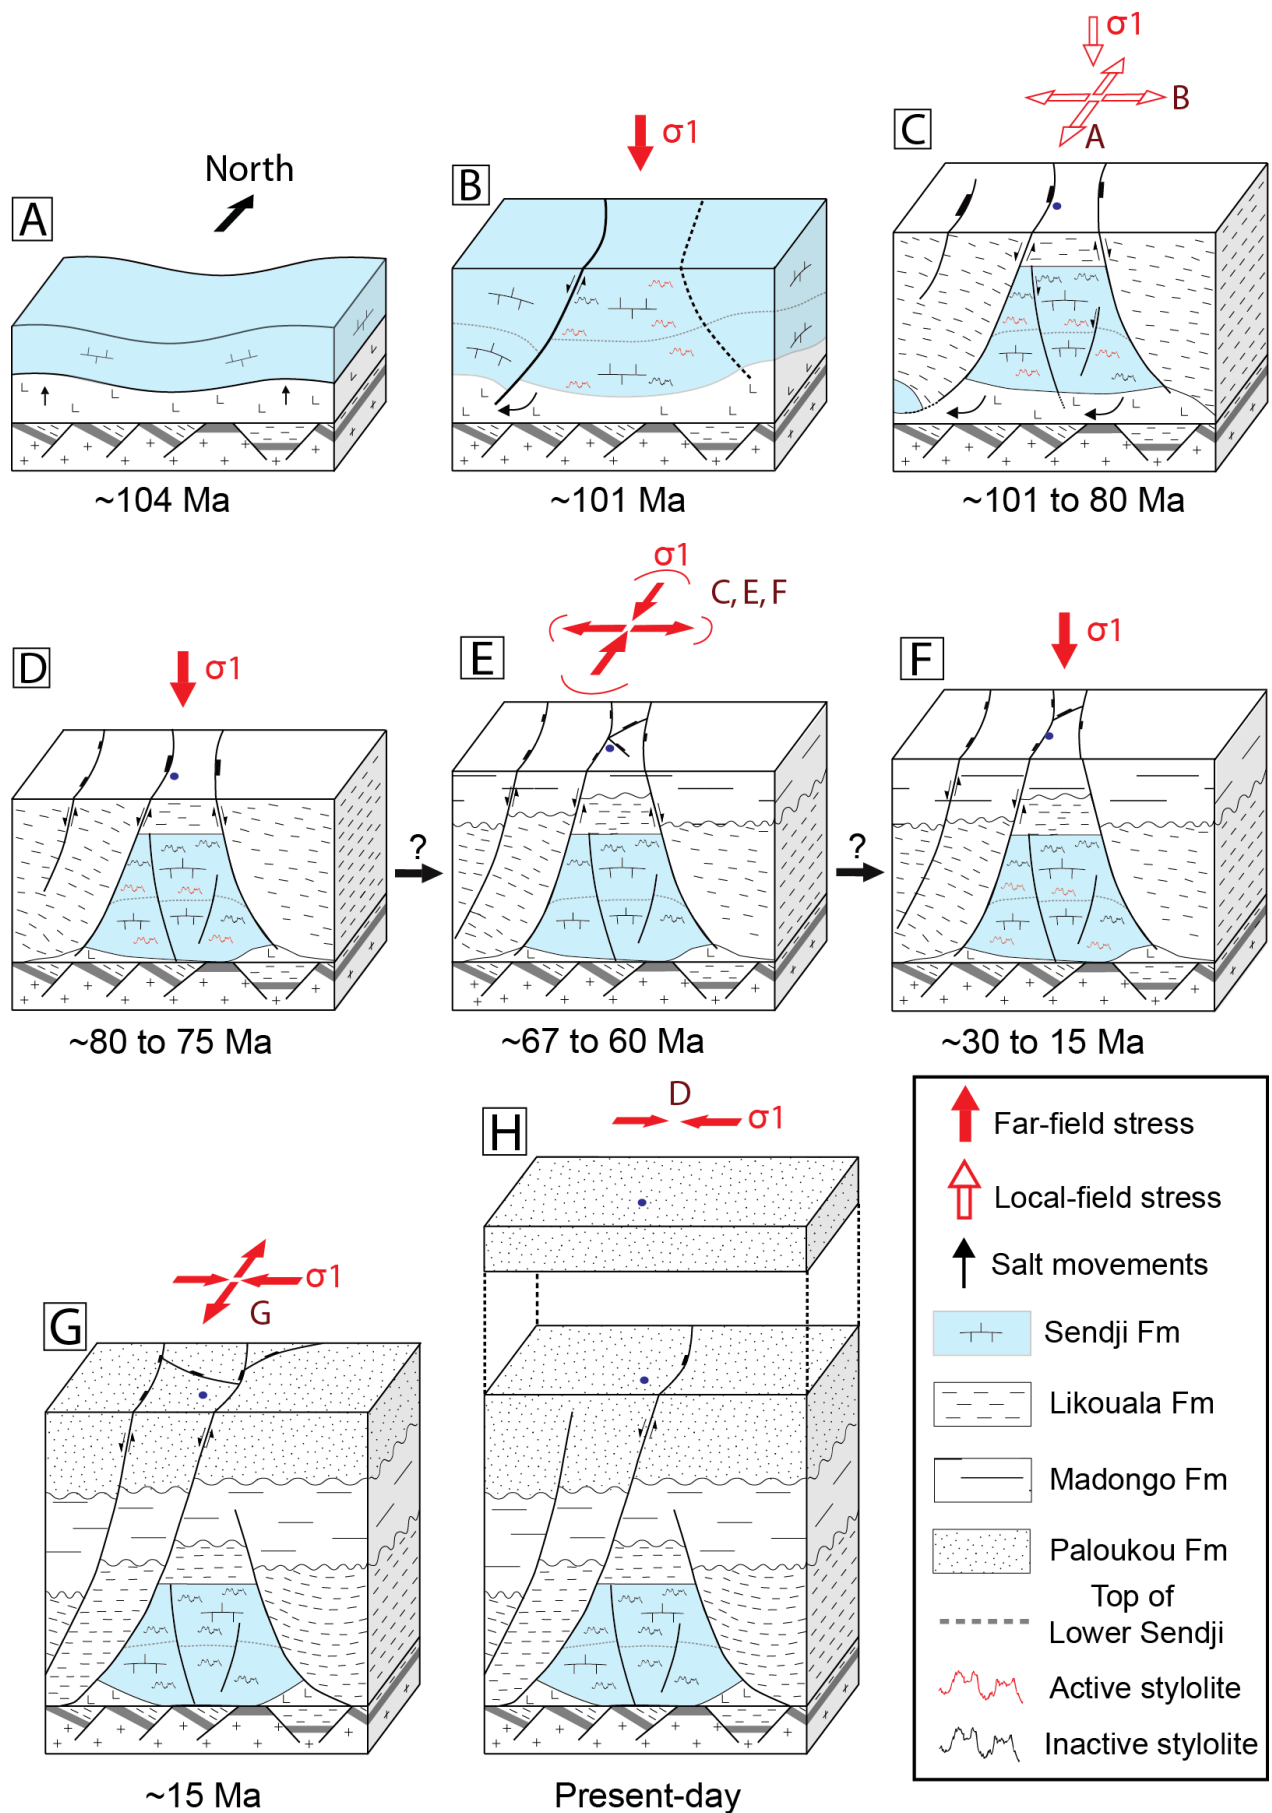 σ1
B
A
C
North
A
σ1
B
~104 Ma
~101 Ma
~101 to 80 Ma
σ1
C, E, F
E
σ1
D
σ1
F
?
?
~80 to 75 Ma
~67 to 60 Ma
~30 to 15 Ma
D
σ1
H
σ1
G
G
~15 Ma
Present-day
Far-field stress
Local-field stress
Salt movements
Sendji Fm
Likouala Fm
Madongo Fm
Paloukou Fm
Top of
Lower Sendji
Active stylolite
Inactive stylolite